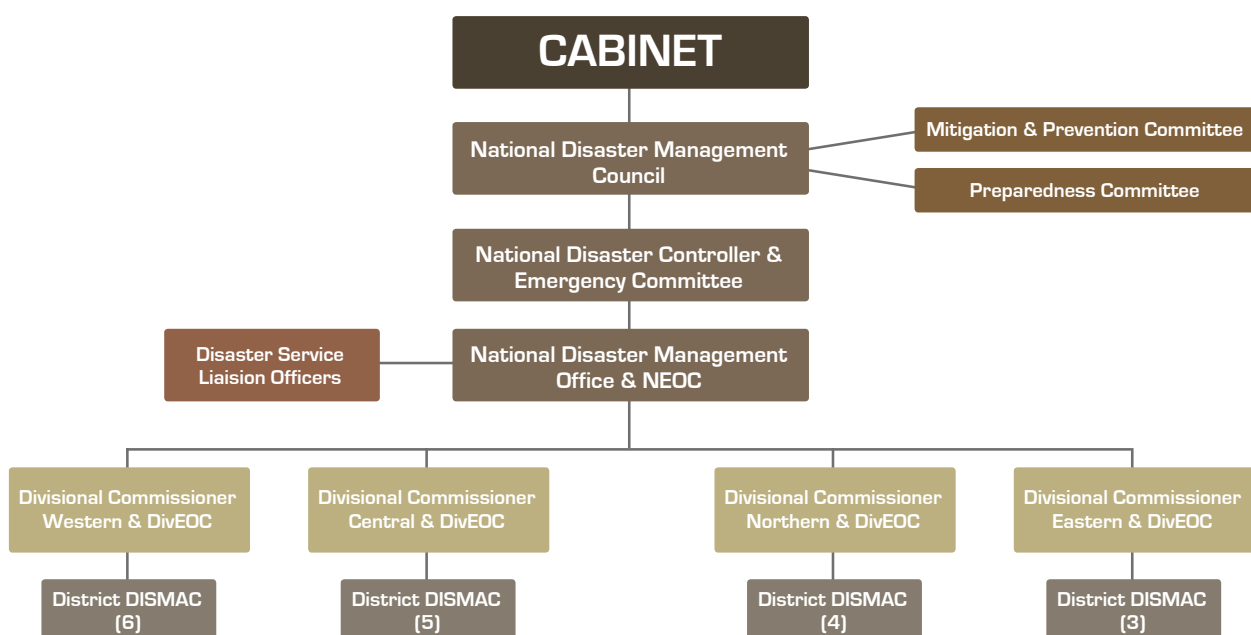 CABINET
National Disaster Management
Council
Mitigation & Prevention Committee
Preparedness Committee
National Disaster Controller &
Emergency Committee
Disaster Service
Liaision Officers
National Disaster Management
Office & NEOC
Divisional Commissioner
Western & DivEOC
Divisional Commissioner
Central & DivEOC
Divisional Commissioner
Northern & DivEOC
Divisional Commissioner
Eastern & DivEOC
District DISMAC
(6)
District DISMAC
(5)
District DISMAC
(4)
District DISMAC
(3)